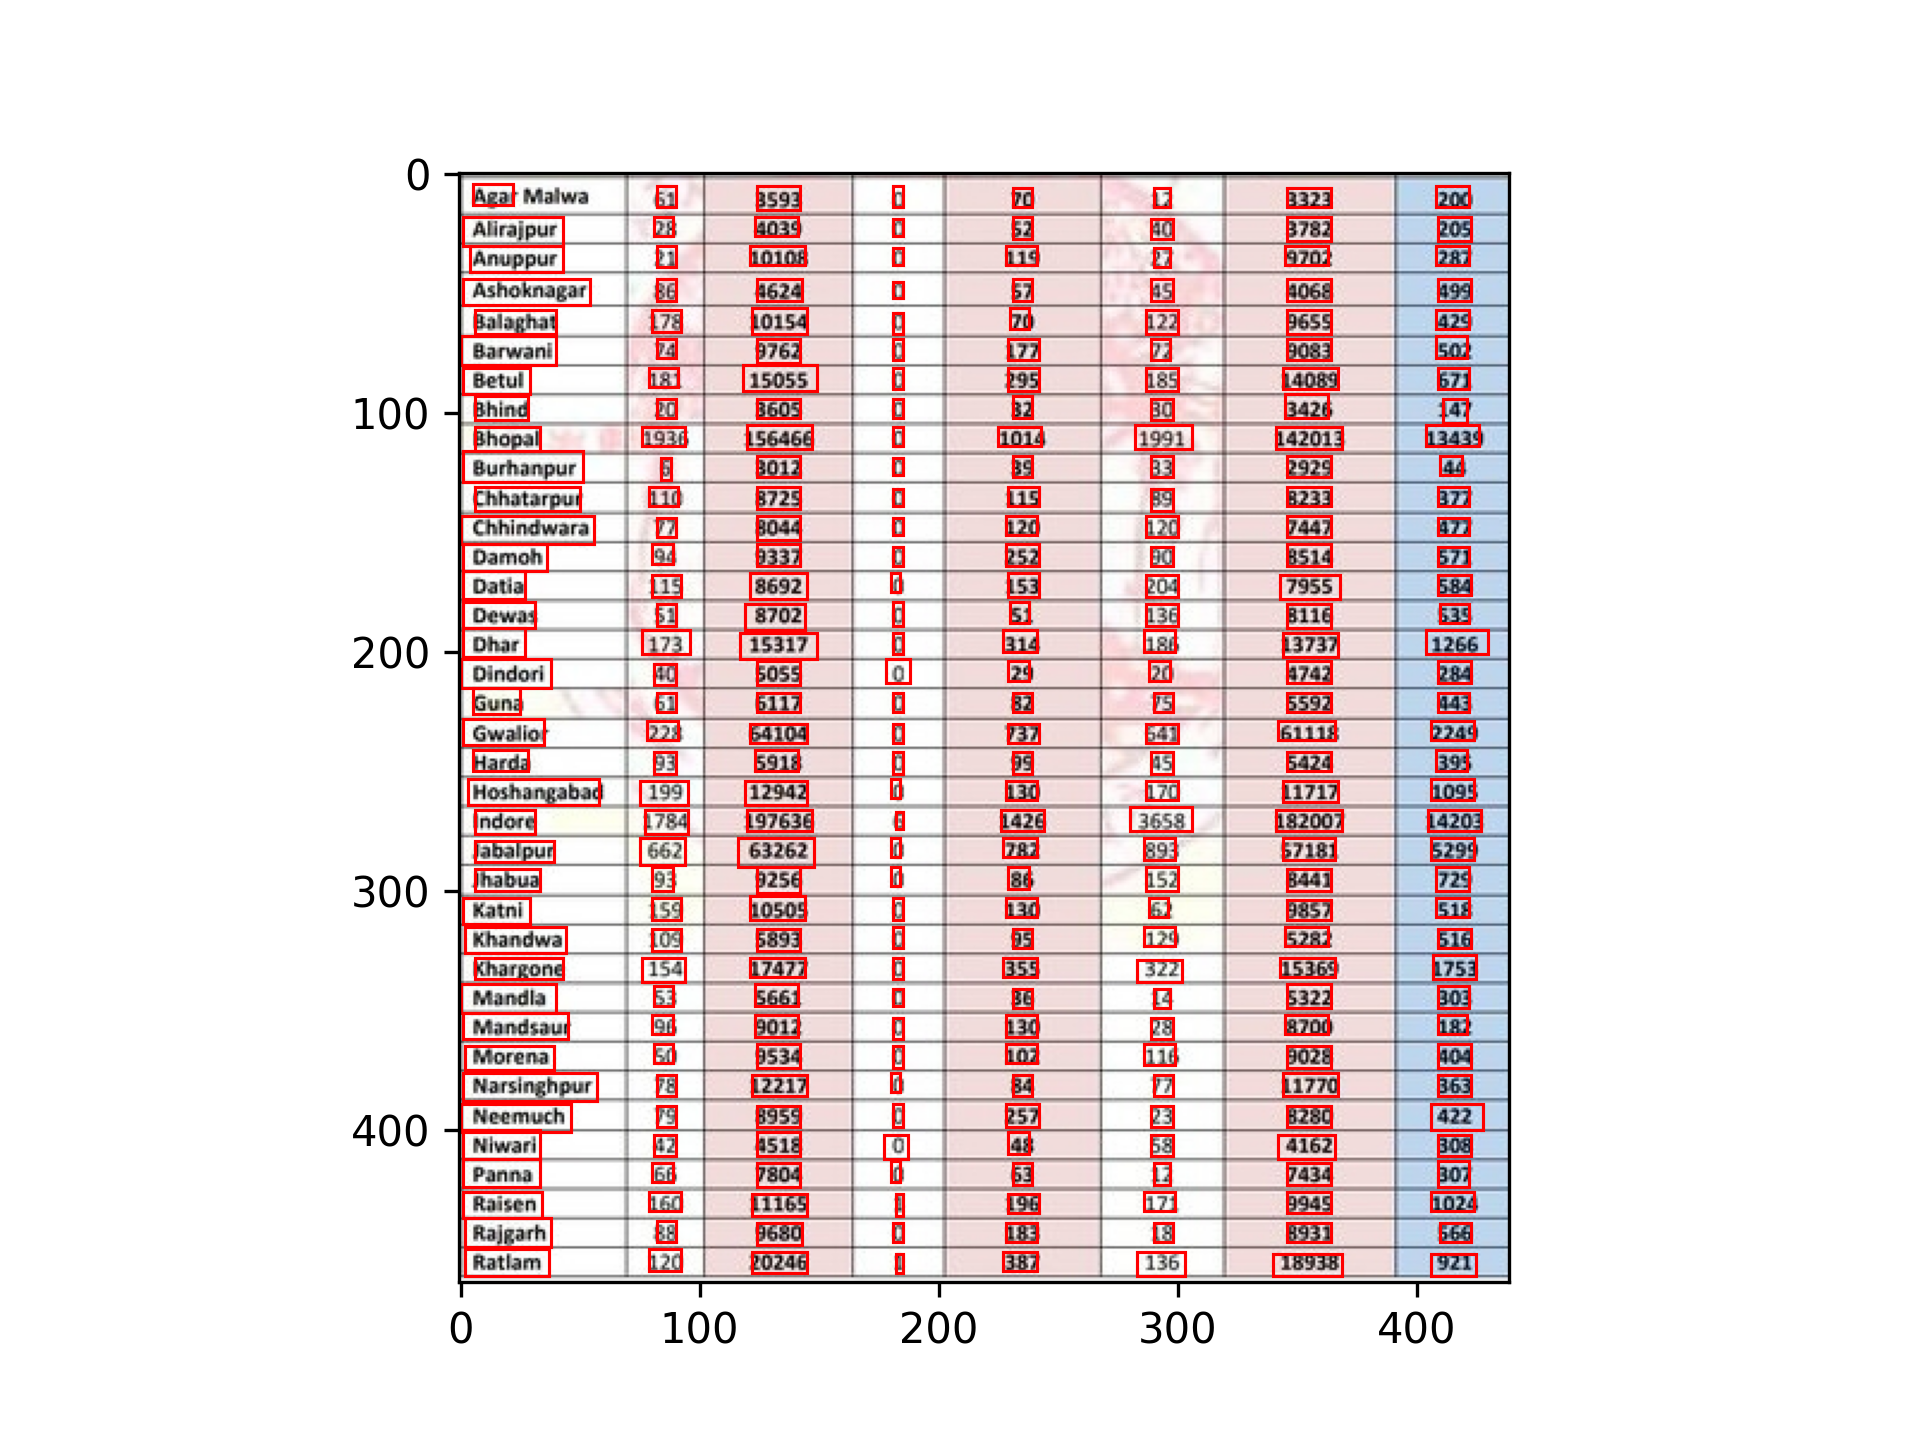 0
Agar Malwa 61 3593 0 70 12 3323 200
Alirajpur 28 4039 0 52 40 3782 205
Anuppur 21 10108 0 119 27 9702 287
Ashoknagar 86 4624 0 57 45 4068 499
Balaghat 178 10154 0 70 122 9655 429
Barwani 74 9762 0 177 72 9083 502
Betul 181 15055 0 295 185 14089 671
100 Bhind 20 3605 0 32 30 3426 147
Bhopal 1936 156466 0 1014 1991 142013 13439
Burhanpur 3012 0 39 33 2929 44
Chhatarpur 110 8725 0 115 89 8233 377
Chhindwara 77 8044 0 120 120 7447 477
Damoh 94 9337 0 252 90 8514 571
Datia 115 8692 0 153 204 7955 584
Dewas 51 8702 0 51 136 8116 535
200 Dhar 173 15317 0 314 186 13737 1266
Dindori 40 5055 0 29 20 4742 284
Guna 61 6117 0 82 75 5592 443
Gwalior 228 64104 0 737 641 61118 2249
Harda 93 5918 0 99 45 5424 395
Hoshangabad 199 12942 0 130 170 11717 1095
Indore 1784 197636 1426 3658 182007 14203
Jabalpur 662 63262 0 782 893 57181 5299
300 Jhabua 93 9256 0 86 152 8441 729
Katni 159 10505 0 130 62 9857 518
Khandwa 109 5893 0 95 129 5282 516
Khargone 154 17477 0 355 322 15369 1753
Mandla 53 5661 0 36 14 5322 303
Mandsaur 96 9012 0 130 28 8700 182
Morena 50 9534 0 102 116 9028 404
Narsinghpur 78 12217 0 84 77 11770 363
Neemuch 79 8959 0 257 23 8280 422
400 Niwari 42 4518 0 48 58 4162 308
Panna 66 7804 0 63 12 7434 307
Raisen 160 11165 1 196 171 9945 1024
Rajgarh 88 9680 0 183 18 8931 566
Ratlam 120 20246 1 387 136 18938 921
0 100 200 300 400